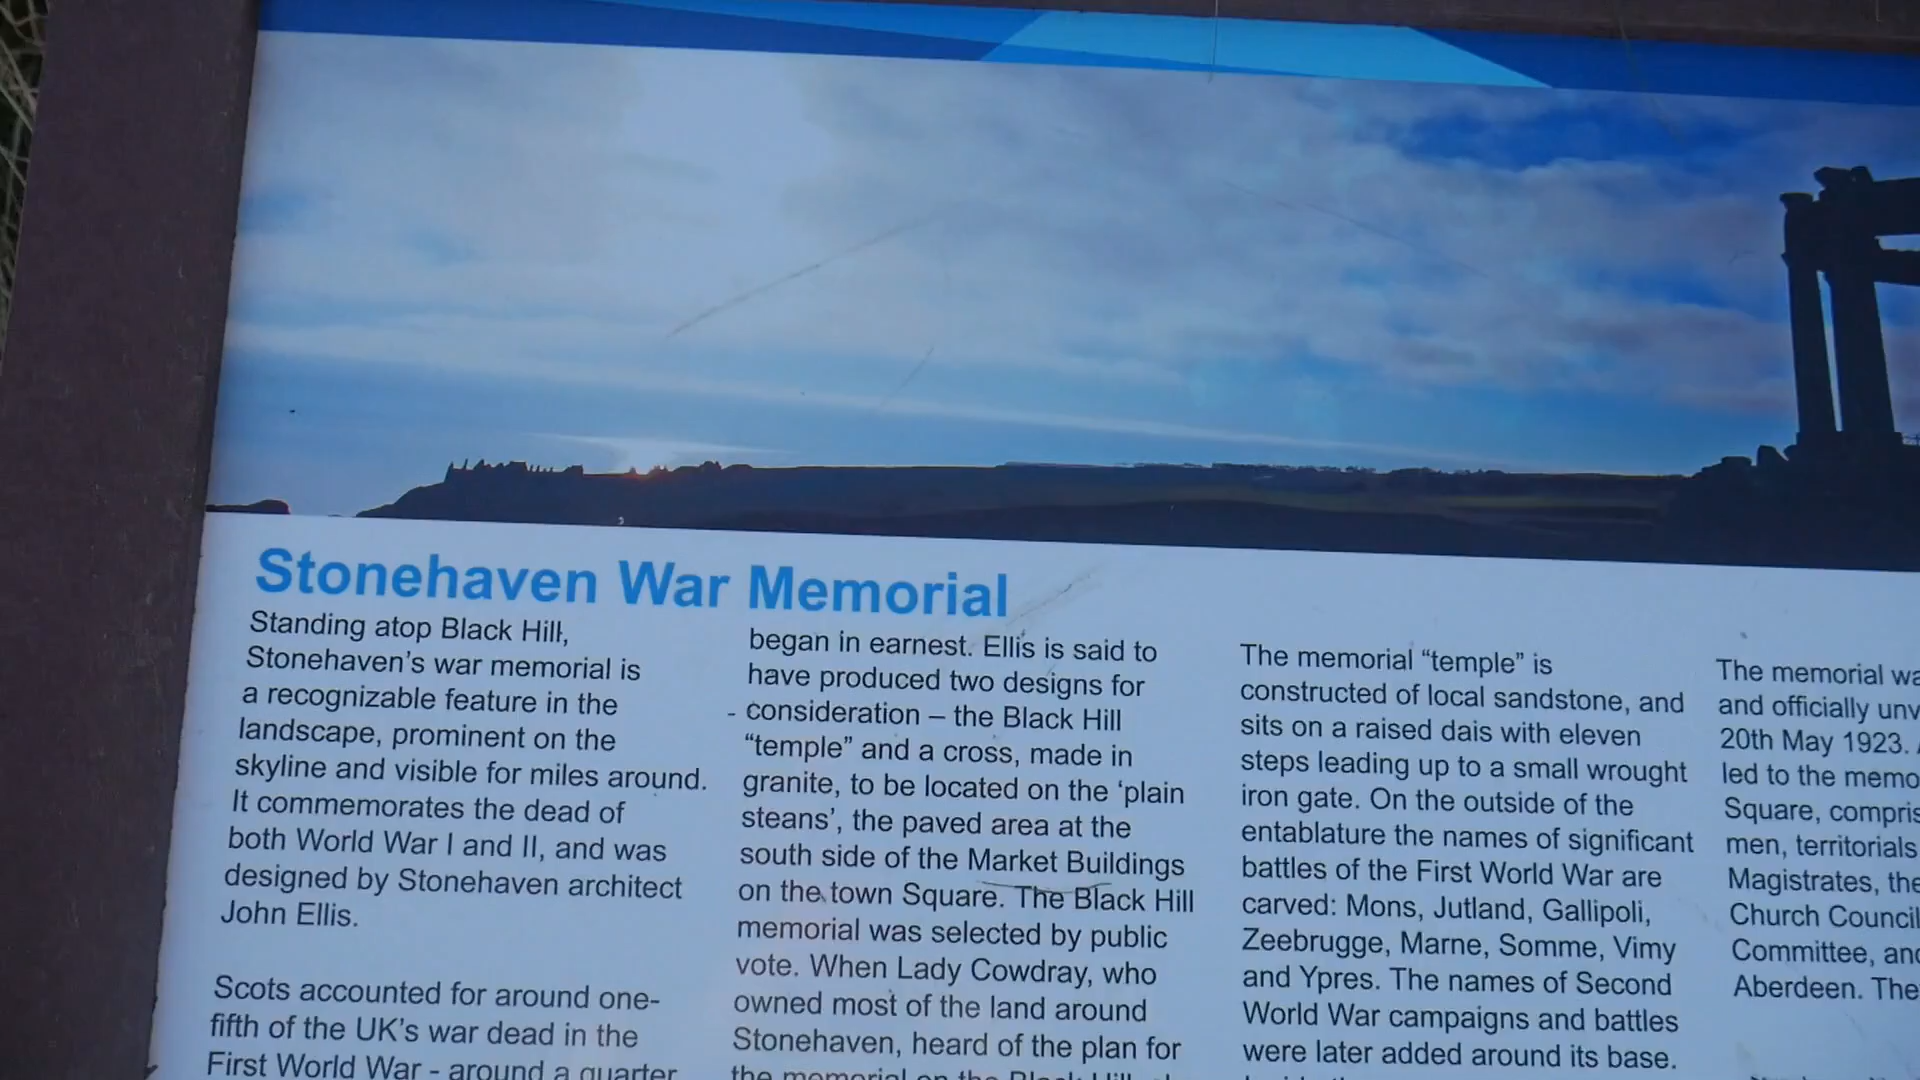 Stonehaven War Memorial
Standing atop Black Hill,
Stonehaven’s war memorial is
a recognizable feature in the
landscape, prominent on the
skyline and visible for miles around.
It commemorates the dead of
both World War I and II, and was
designed by Stonehaven architect
John Ellis.
Scots accounted for around one-
fifth of the UK’s war dead in the
First World War - around a quarter
began in earnest. Ellis is said to
have produced two designs for
consideration – the Black Hill
“temple” and a cross, made in
granite, to be located on the ‘plain
steans’, the paved area at the
south side of the Market Buildings
on the town Square. The Black Hill
memorial was selected by public
vote. When Lady Cowdray, who
owned most of the land around
Stonehaven, heard of the plan for
the memorial on the Black Hill
The memorial “temple” is
constructed of local sandstone, and
sits on a raised dais with eleven
steps leading up to a small wrought
iron gate. On the outside of the
entablature the names of significant
battles of the First World War are
carved: Mons, Jutland, Gallipoli,
Zeebrugge, Marne, Somme, Vimy
and Ypres. The names of Second
World War campaigns and battles
were later added around its base.
The memorial wa
and officially unv
20th May 1923.
led to the memo
Square, compris
men, territorials
Magistrates, the
Church Council
Committee, and
Aberdeen. The